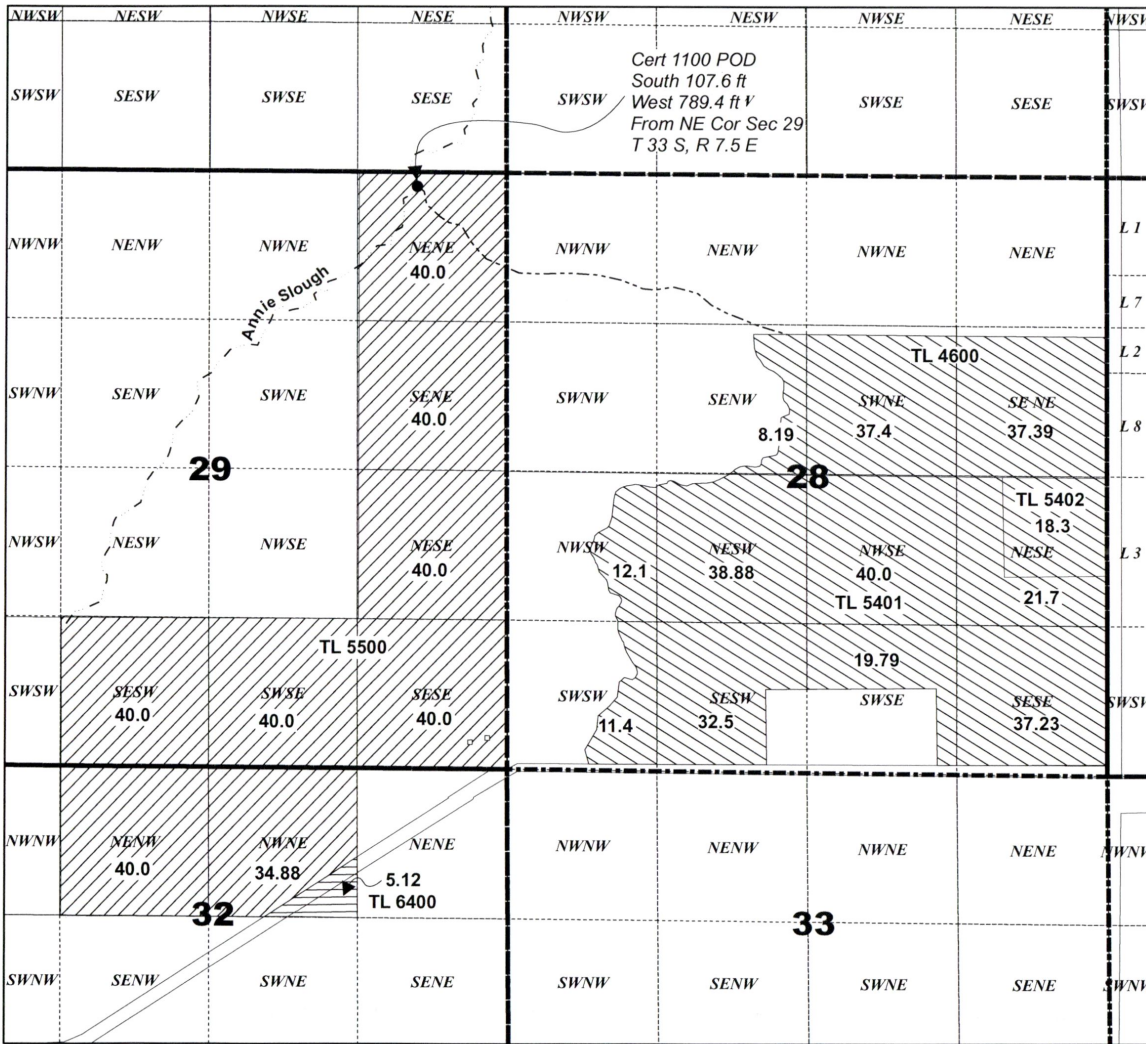 NWSW NESW NWSE NESE NWSW NESW NWSE NESE NWSW
Cert 1100 POD
South 107.6 ft
West 789.4 ft
From NE Cor Sec 29
T 33 S, R 7.5 E
SWSW SESW SWSE SESE SWSW SWSE SESE SWSW
NWNW NENW NWNE NENE NWNW NENW NWNE NENE L 1
40.0
Annie Slough
L 7
TL 4600 L 2
SWNW SENW SWNE SENE SWNW SENW SWNE SE NE L 8
40.0 8.19 37.4 37.39
29 28
TL 5402
18.3
NWSW NESW NWSE NESE NWSW NESW NWSE NESE L 3
40.0 12.1 38.88 40.0
TL 5401 21.7
TL 5500 19.79
SWSW SESW SWSE SESE SWSW SESW SWSE SESE SWSW
40.0 40.0 40.0 11.4 32.5 37.23
NWNW NENW NWNE NENE NWNW NENW NWNE NENE NWNW
40.0 34.88 5.12
TL 6400
32 33
SWNW SENW SWNE SENE SWNW SENW SWNE SENE SWNW